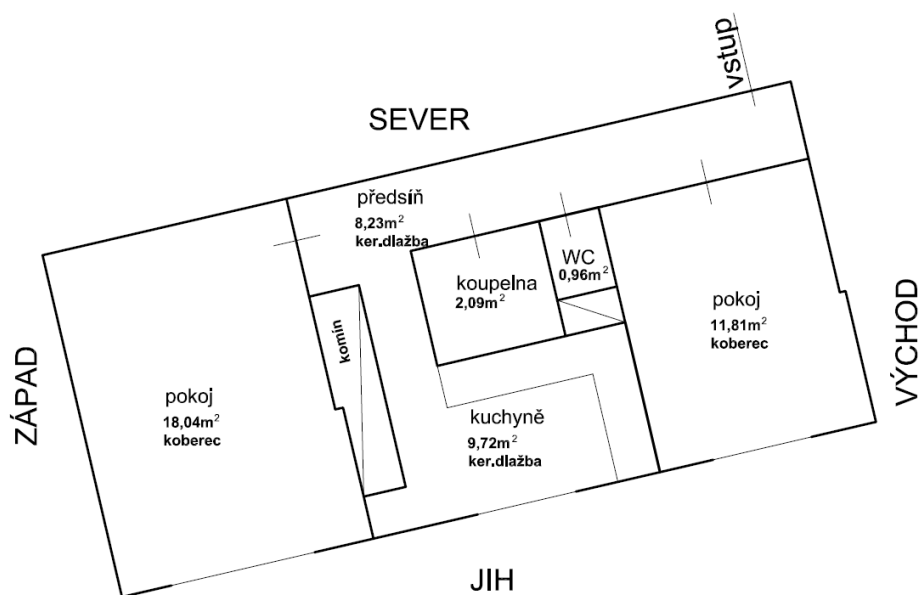 vstup
SEVER
předsíň
8,23m²
ker.dlažba
WC
0,96m²
koupelna
2,09m²
pokoj
11,81m²
koberec
komín
ZÁPAD
VÝCHOD
pokoj
18,04m²
koberec
kuchyně
9,72m²
ker.dlažba
JIH